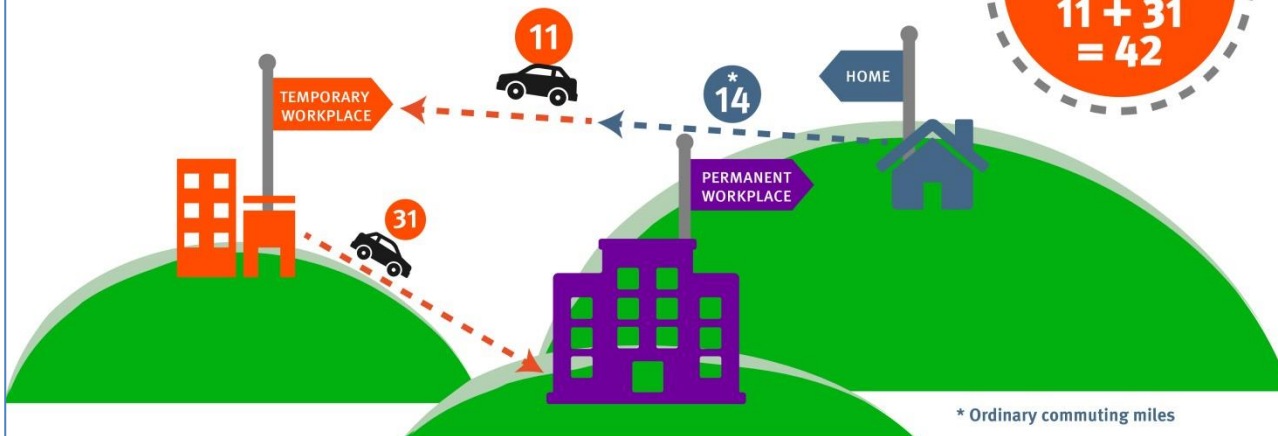 11 + 31
= 42
11
*
14
HOME
TEMPORARY
WORKPLACE
PERMANENT
WORKPLACE
31
* Ordinary commuting miles